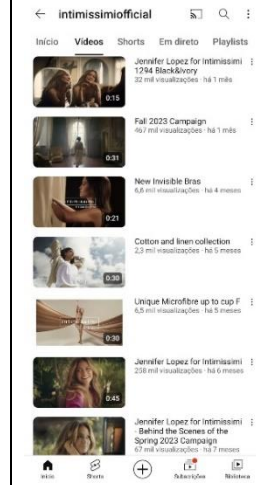 intimissimiofficial
Início Vídeos Shorts Em direto Playlists
Jennifer Lopez for Intimissimi
1294 Black&Ivory
32 mil visualizações · há 1 mês
0:15
Fall 2023 Campaign
467 mil visualizações · há 1 mês
0:31
New Invisible Bras
6,6 mil visualizações · há 4 meses
0:21
Cotton and linen collection
2,3 mil visualizações · há 5 meses
0:30
Unique Microfibre up to cup F
6,5 mil visualizações · há 5 meses
0:30
Jennifer Lopez for Intimissimi
258 mil visualizações · há 6 meses
0:45
Jennifer Lopez for Intimissimi
- Behind the Scenes of the
Spring 2023 Campaign
67 mil visualizações · há 7 meses
Início Shorts Subscrições Biblioteca